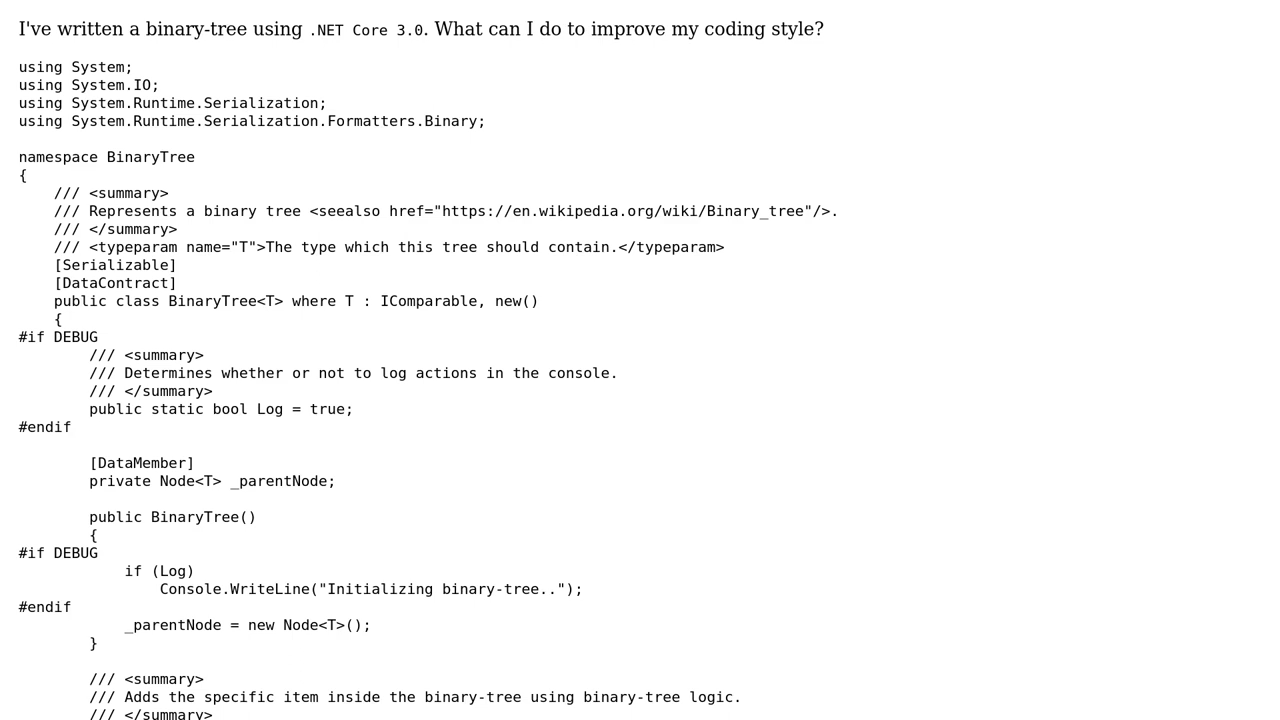 I've written a binary-tree using .NET Core 3.0. What can I do to improve my coding style?
using System;
using System.IO;
using System.Runtime.Serialization;
using System.Runtime.Serialization.Formatters.Binary;

namespace BinaryTree
{
    /// <summary>
    /// Represents a binary tree <seealso href="https://en.wikipedia.org/wiki/Binary_tree"/>.
    /// </summary>
    /// <typeparam name="T">The type which this tree should contain.</typeparam>
    [Serializable]
    [DataContract]
    public class BinaryTree<T> where T : IComparable, new()
    {
#if DEBUG
        /// <summary>
        /// Determines whether or not to log actions in the console.
        /// </summary>
        public static bool Log = true;
#endif

        [DataMember]
        private Node<T> _parentNode;

        public BinaryTree()
        {
#if DEBUG
            if (Log)
                Console.WriteLine("Initializing binary-tree..");
#endif
            _parentNode = new Node<T>();
        }

        /// <summary>
        /// Adds the specific item inside the binary-tree using binary-tree logic.
        /// </summary>